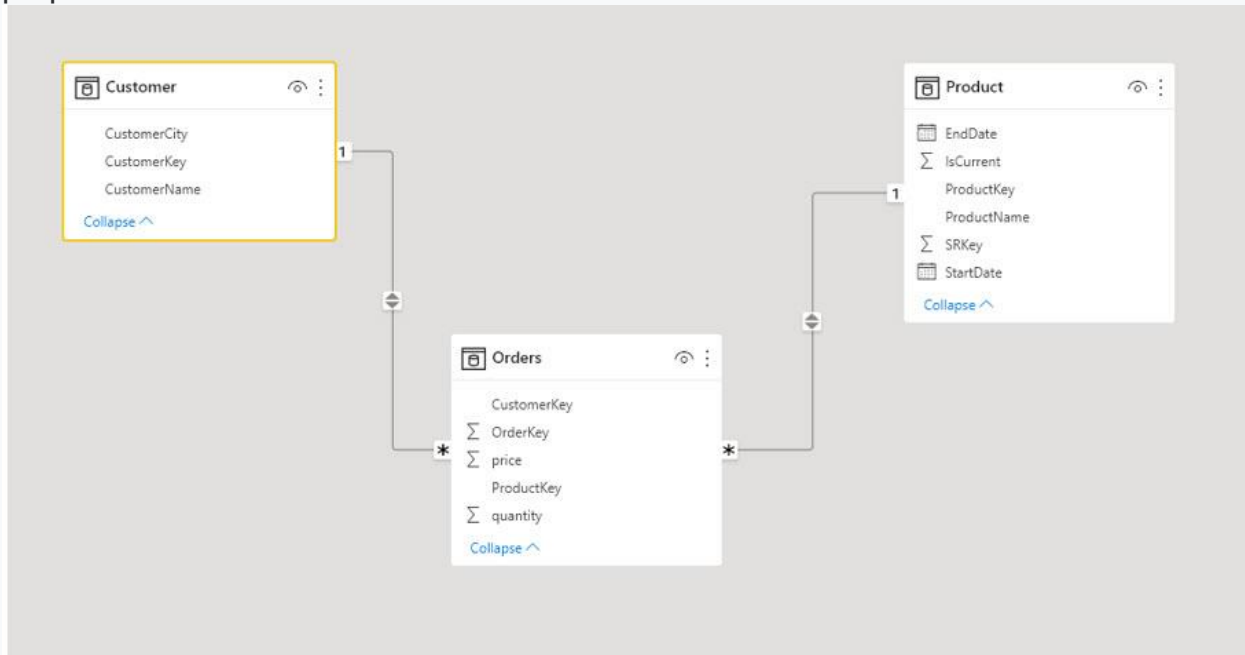 Customer
CustomerCity
CustomerKey
CustomerName
Collapse
1
Product
EndDate
∑ IsCurrent
ProductKey
ProductName
∑ SRKey
StartDate
Collapse
1
Orders
CustomerKey
∑ OrderKey
∑ price
ProductKey
∑ quantity
Collapse
*
*